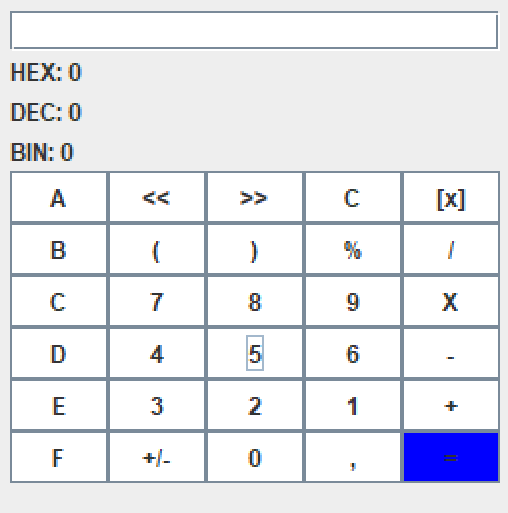 HEX: 0
DEC: 0
BIN: 0
A << >> C [x]
B ( ) % /
C 7 8 9 X
D 4 5 6 -
E 3 2 1 +
F +/- 0 , =